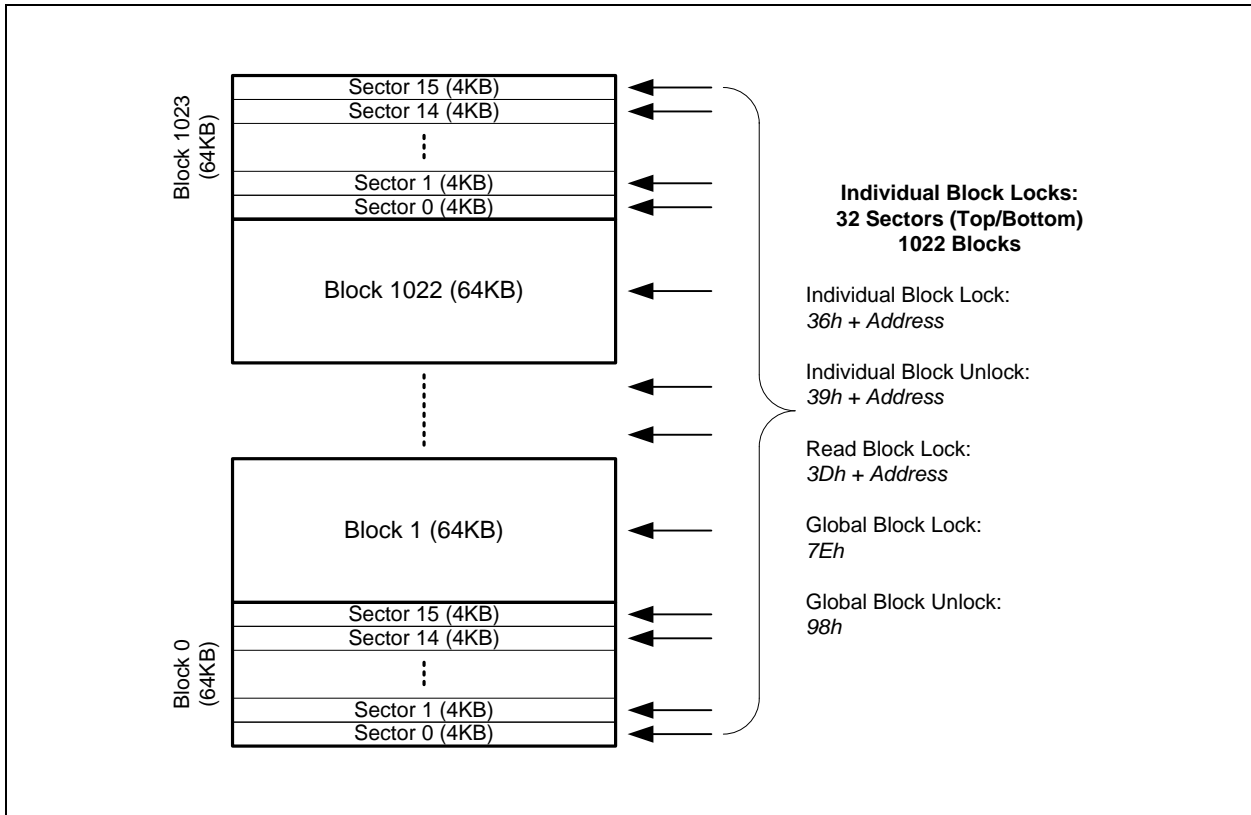 Block 1023
(64KB)
Sector 15 (4KB)
Sector 14 (4KB)
Sector 1 (4KB)
Sector 0 (4KB)
Block 1022 (64KB)
Block 1 (64KB)
Block 0
(64KB)
Sector 15 (4KB)
Sector 14 (4KB)
Sector 1 (4KB)
Sector 0 (4KB)
Individual Block Locks:
32 Sectors (Top/Bottom)
1022 Blocks
Individual Block Lock:
36h + Address
Individual Block Unlock:
39h + Address
Read Block Lock:
3Dh + Address
Global Block Lock:
7Eh
Global Block Unlock:
98h